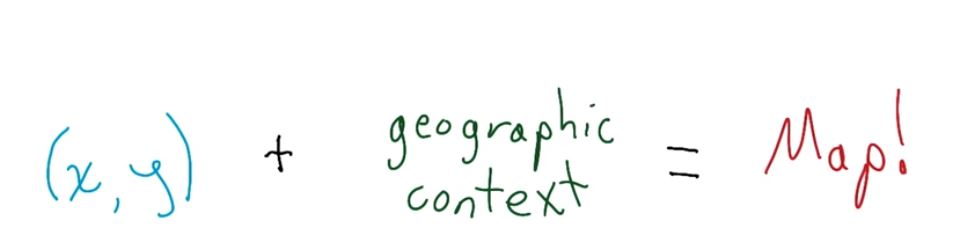 (x, y) + geographic context = Map!